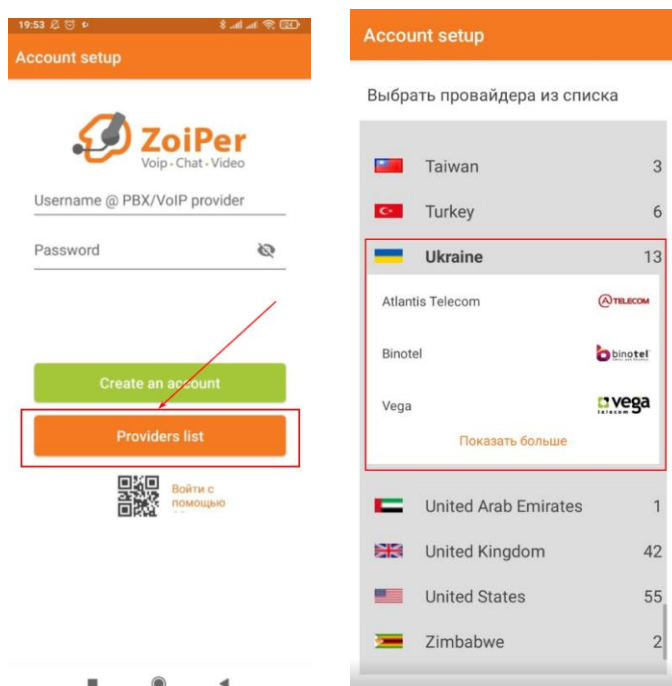 19:53
Account setup
ZoiPer
Voip - Chat - Video
Username @ PBX/VoIP provider
Password
Create an account
Providers list
Войти с
помощью
Account setup
Выбрать провайдера из списка
Taiwan 3
Turkey 6
Ukraine 13
Atlantis Telecom ATELECOM
Binotel binotel
Vega vega
telecom
Показать больше
United Arab Emirates 1
United Kingdom 42
United States 55
Zimbabwe 2